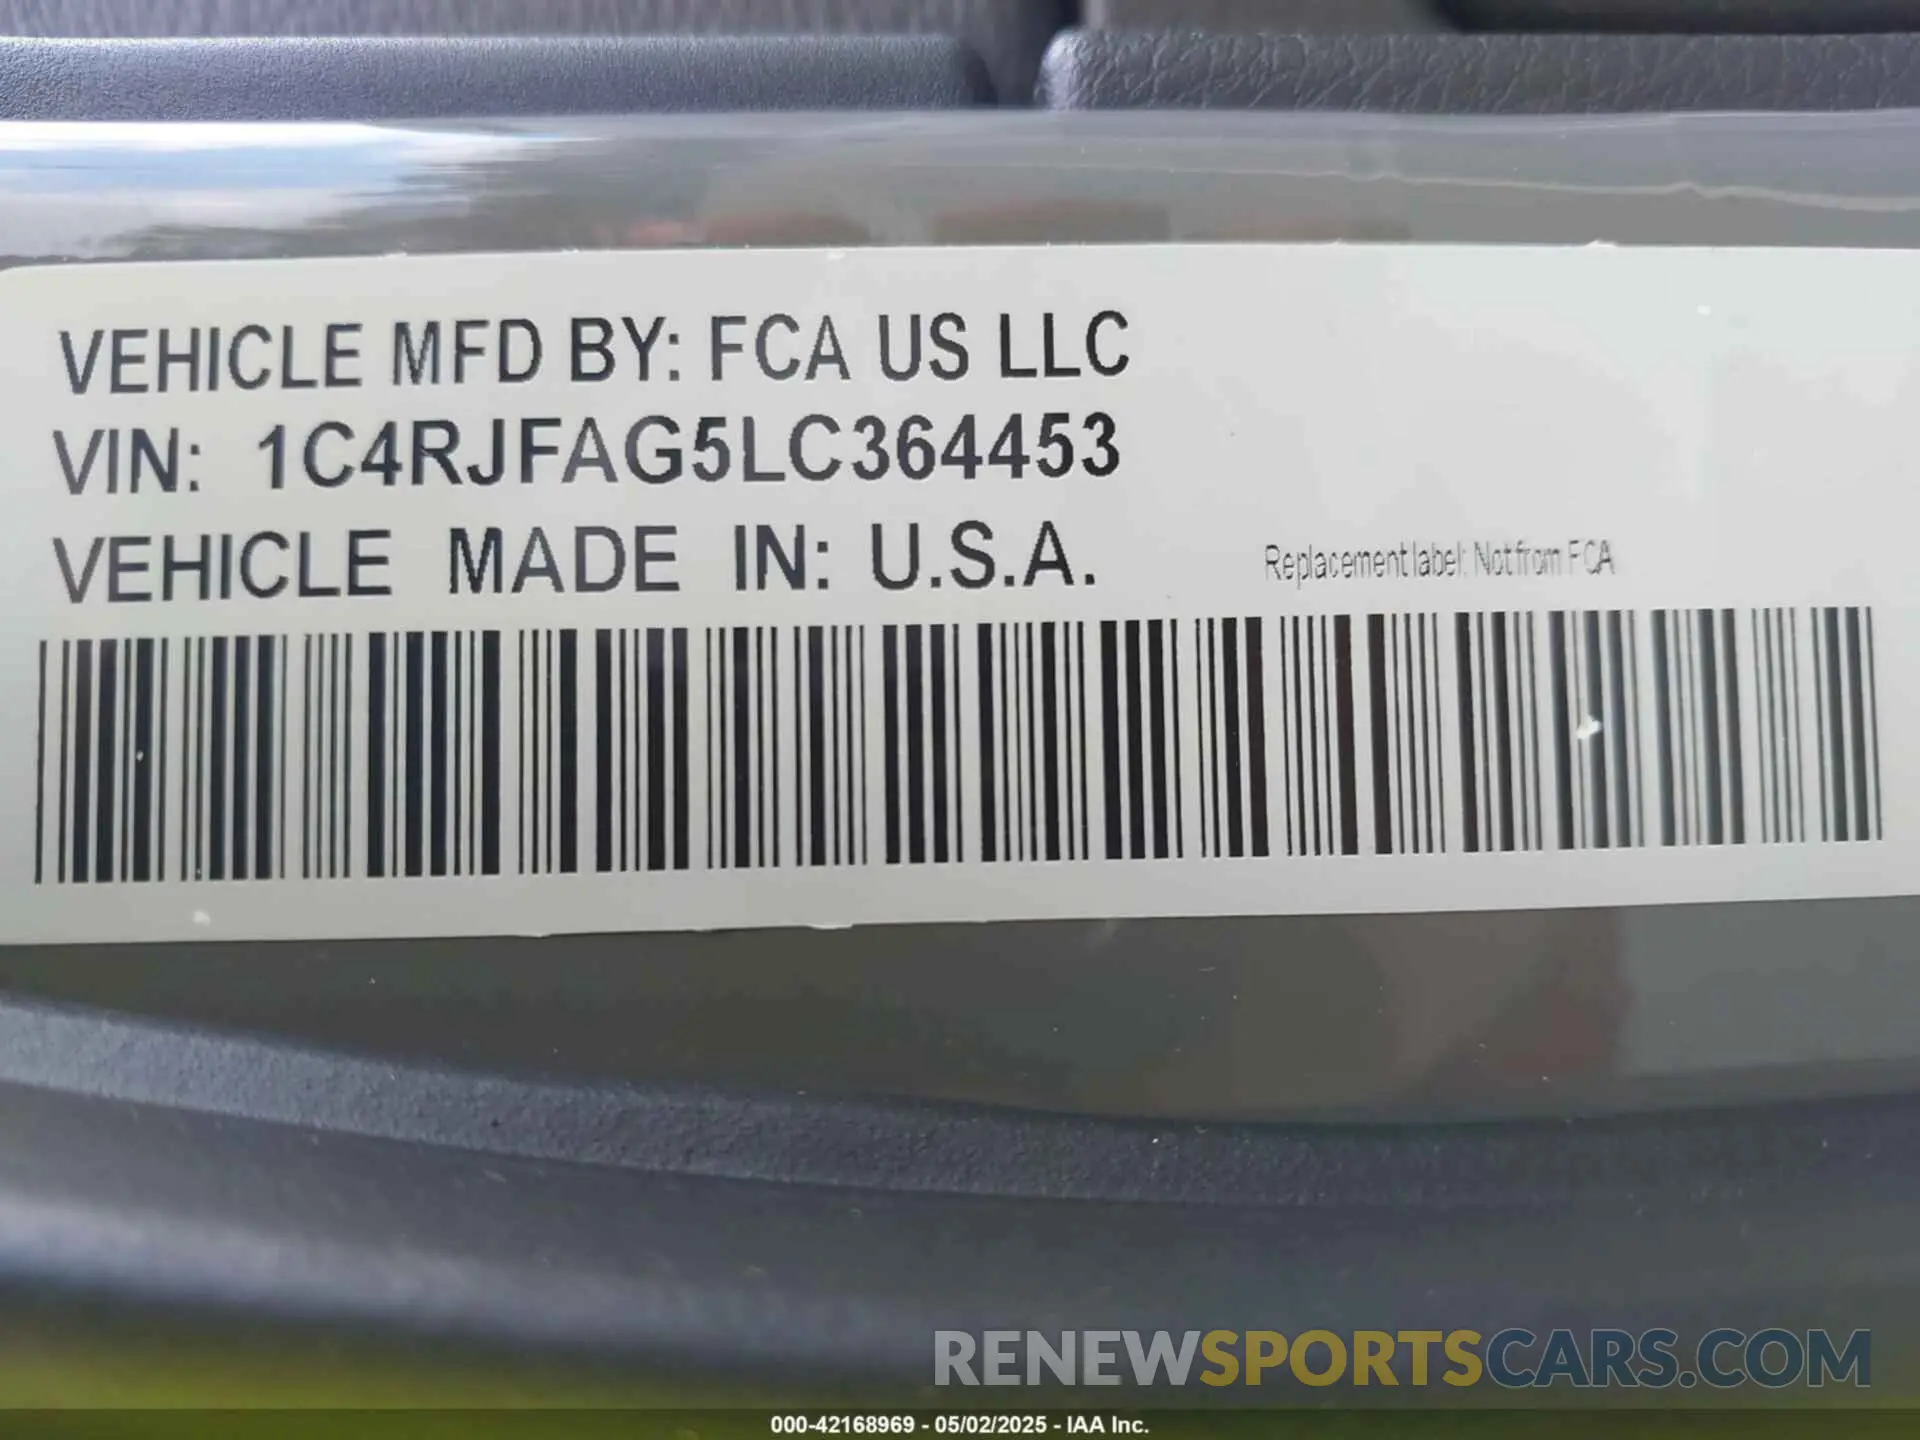 VEHICLE MFD BY: FCA US LLC
VIN: 1C4RJFAG5LC364453
VEHICLE MADE IN: U.S.A.
Replacement label: Not from FCA
RENEWSPORTSCARS.COM
000-42168969 - 05/02/2025 - IAA Inc.